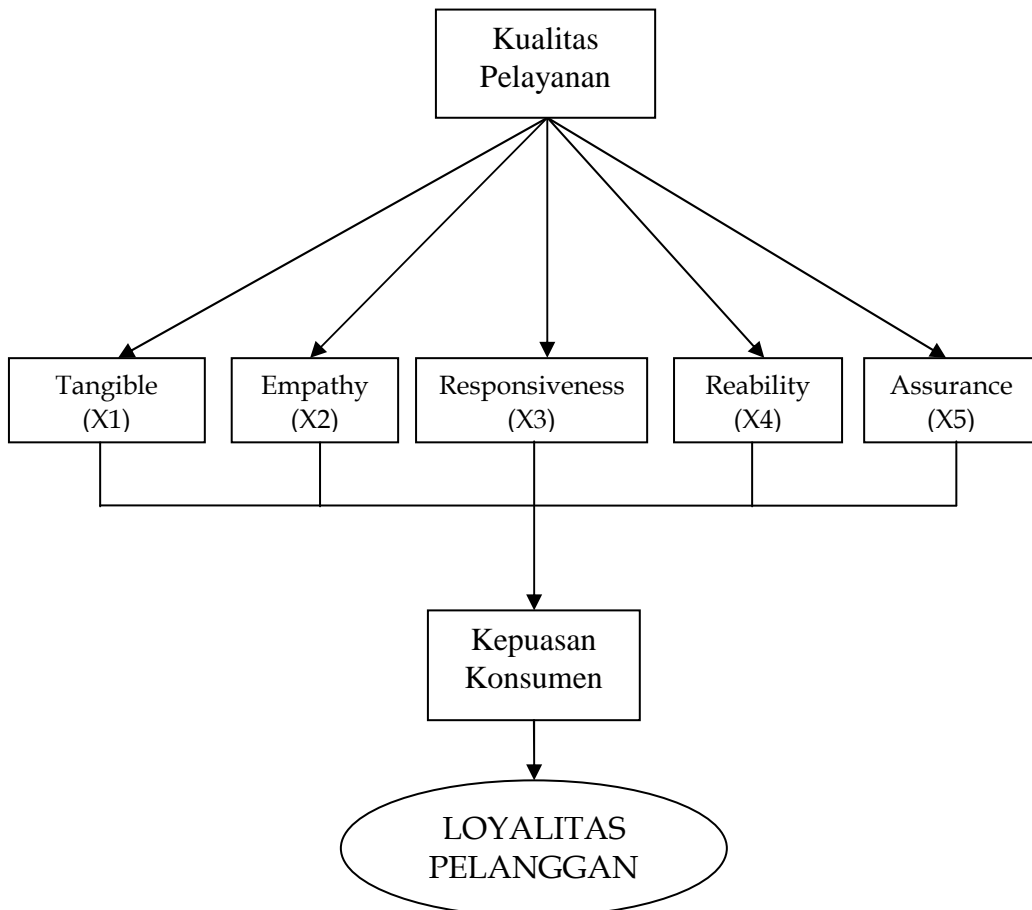 Kualitas
Pelayanan
Tangible
(X1)
Empathy
(X2)
Responsiveness
(X3)
Reability
(X4)
Assurance
(X5)
Kepuasan
Konsumen
LOYALITAS
PELANGGAN